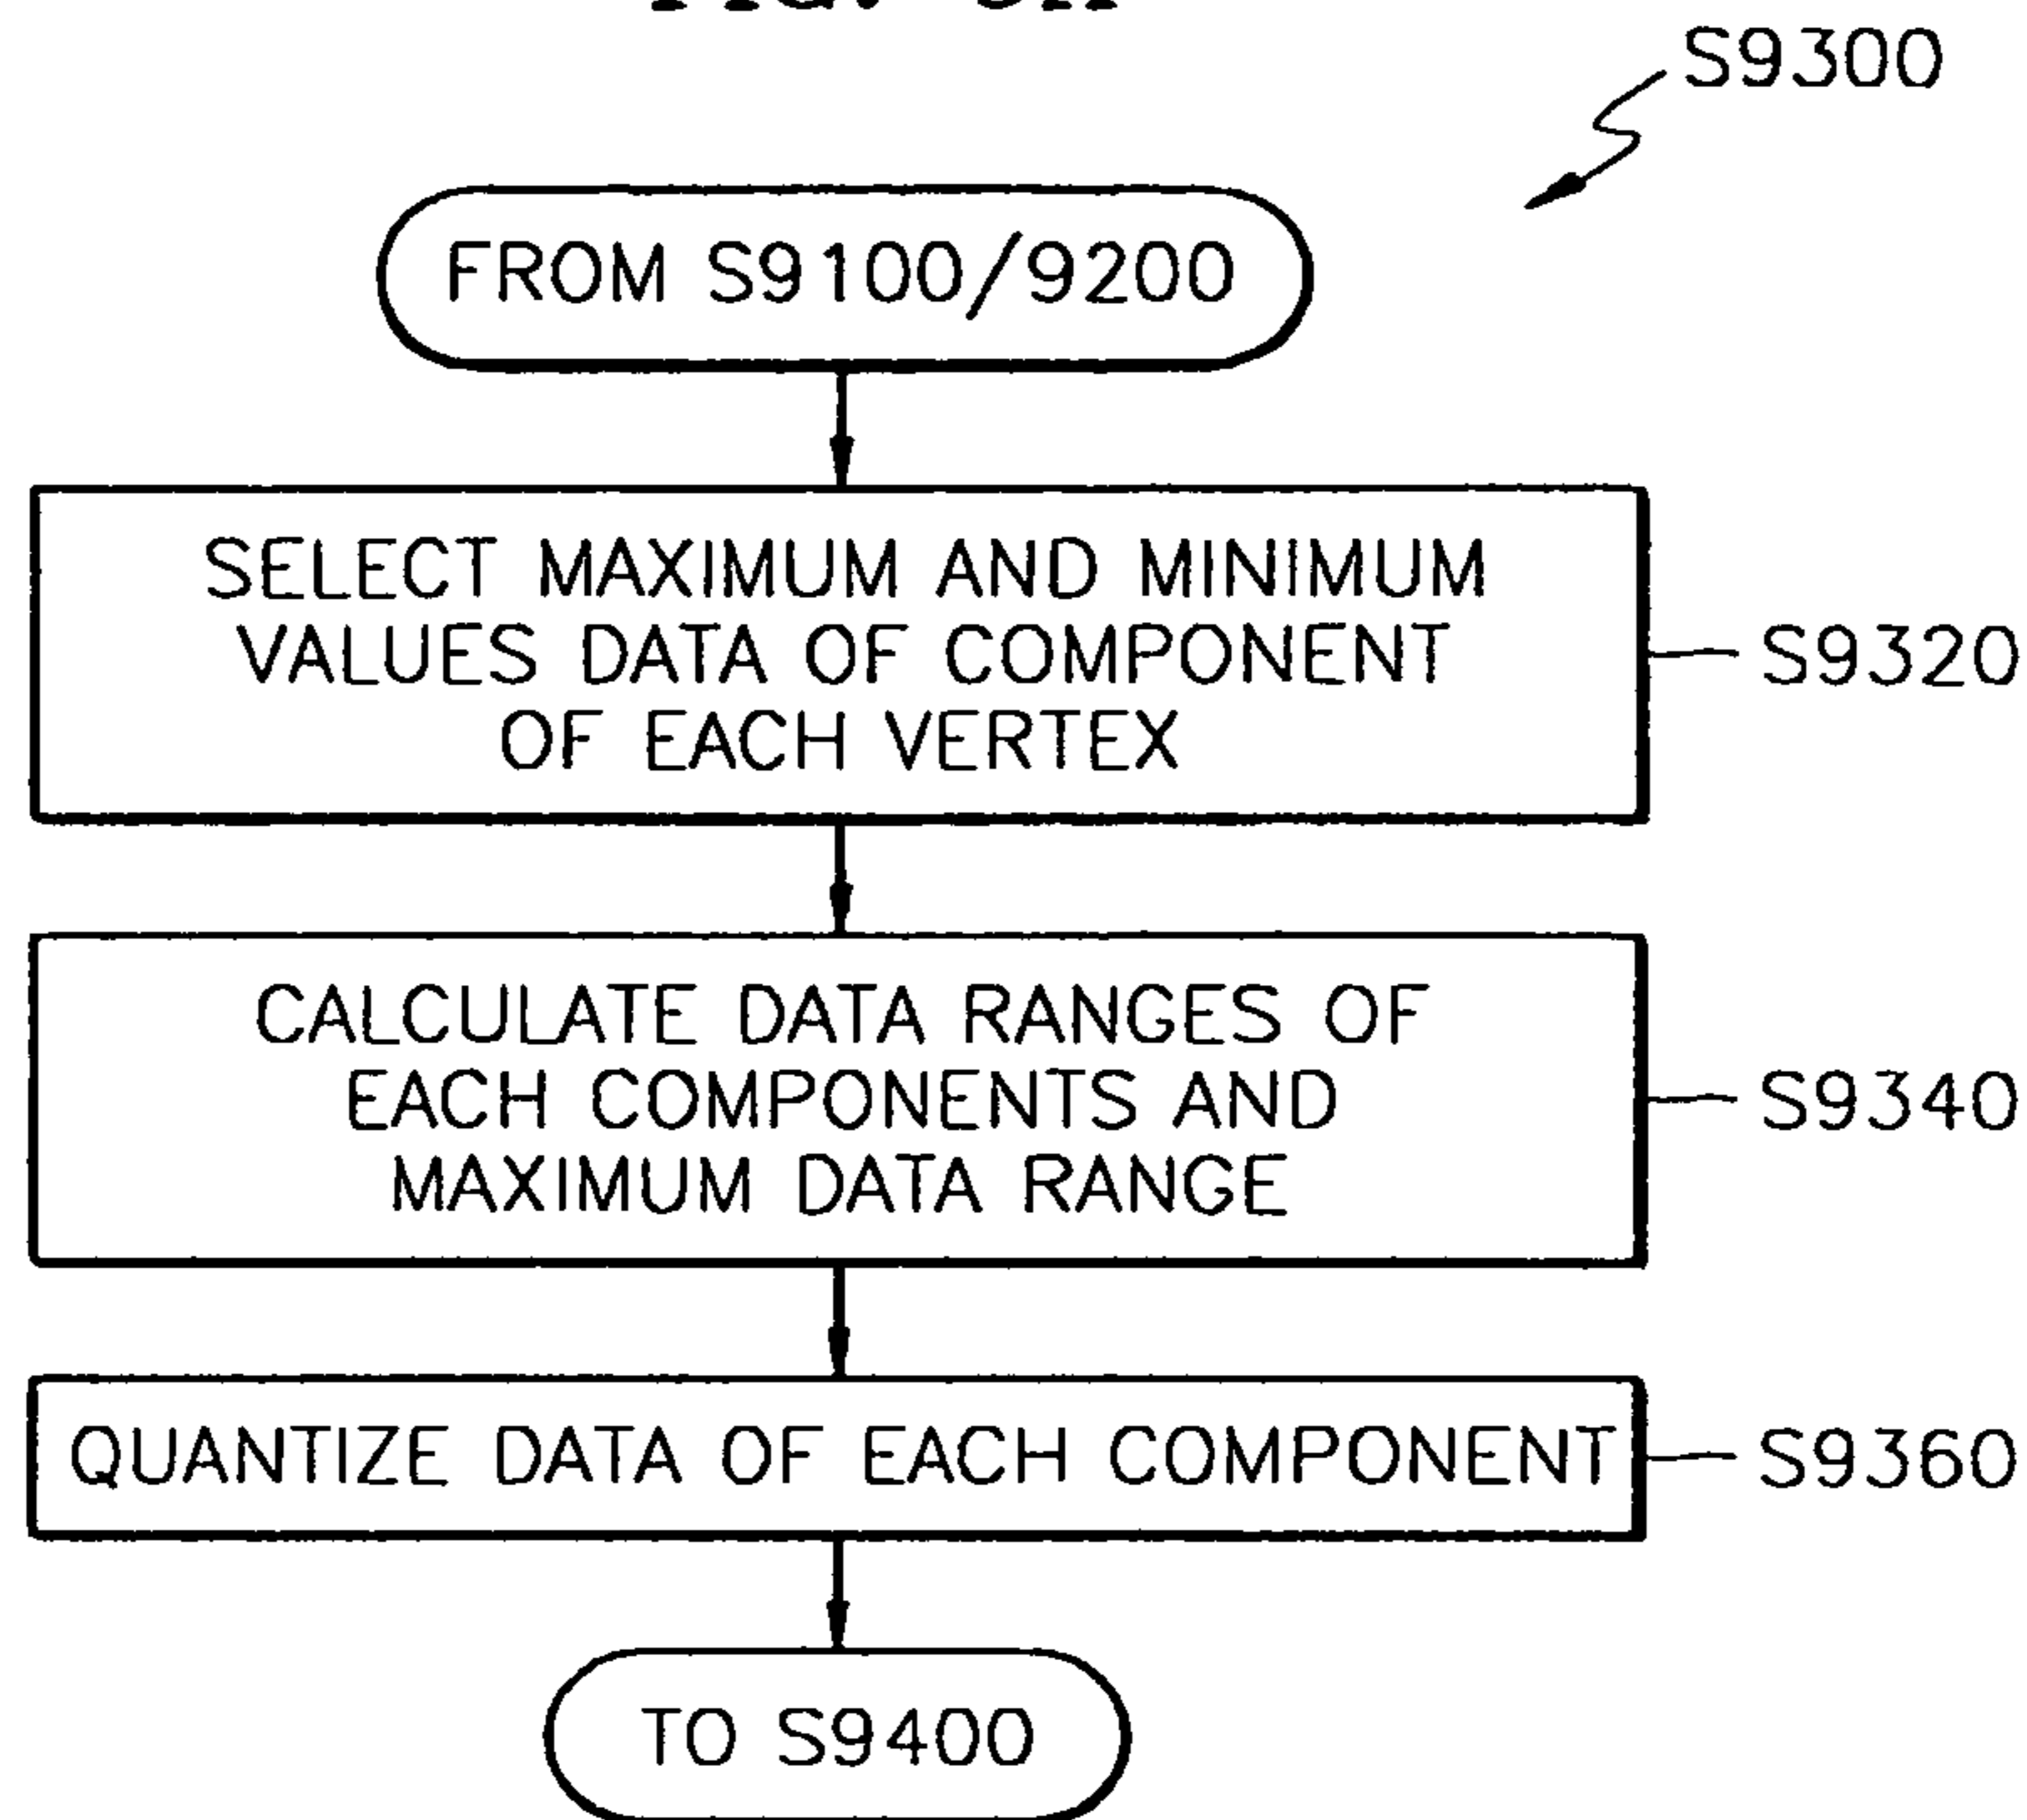 S9300
FROM S9100/9200
SELECT MAXIMUM AND MINIMUM
VALUES DATA OF COMPONENT
OF EACH VERTEX
S9320
CALCULATE DATA RANGES OF
EACH COMPONENTS AND
MAXIMUM DATA RANGE
S9340
QUANTIZE DATA OF EACH COMPONENT
S9360
TO S9400